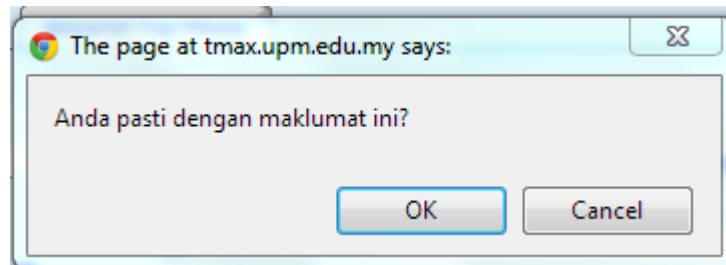 The page at tmax.upm.edu.my says:
Anda pasti dengan maklumat ini?
OK Cancel